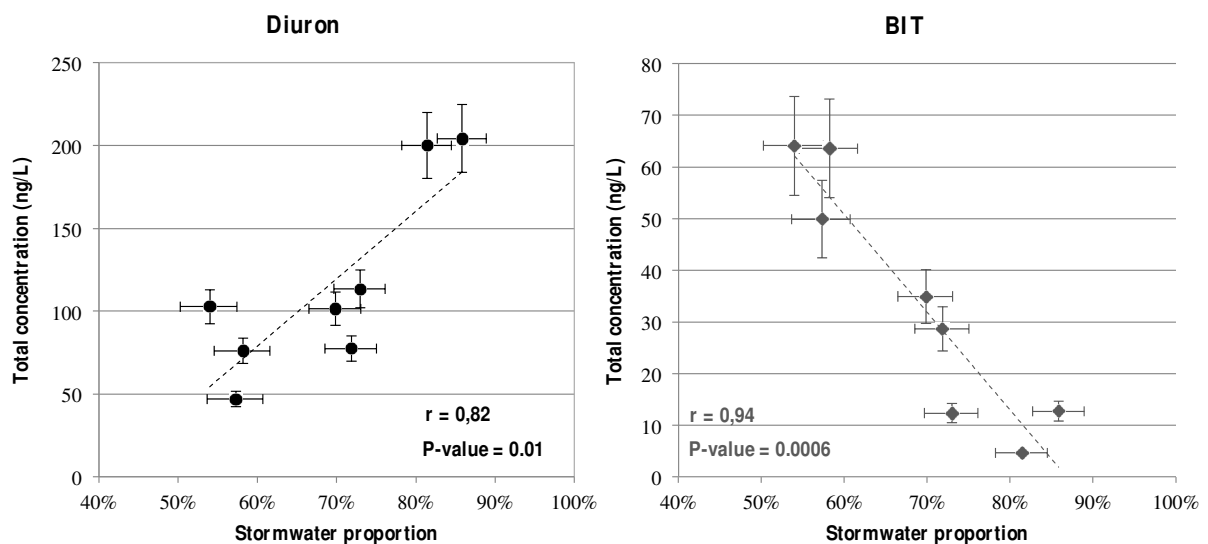 Diuron
Total concentration (ng/L)
250
200
150
100
50
0
r = 0,82
P-value = 0.01
40%
50%
60%
70%
80%
90%
100%
Stormwater proportion
BIT
Total concentration (ng/L)
80
70
60
50
40
30
20
10
0
r = 0,94
P-value = 0.0006
40%
50%
60%
70%
80%
90%
100%
Stormwater proportion